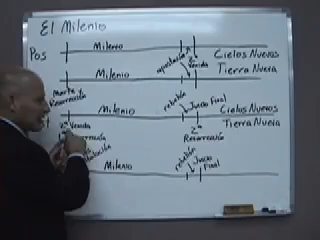 El Milenio
Pos
Milenio
apostasía
2ª Venida
Cielos Nuevos
Tierra Nueva
Milenio
Muerte y
Resurrección
rebelión
Juicio Final
Milenio
Cielos Nuevos
Tierra Nueva
2ª Venida
2ª
Resurrección
rebelión
Juicio
Final
Milenio